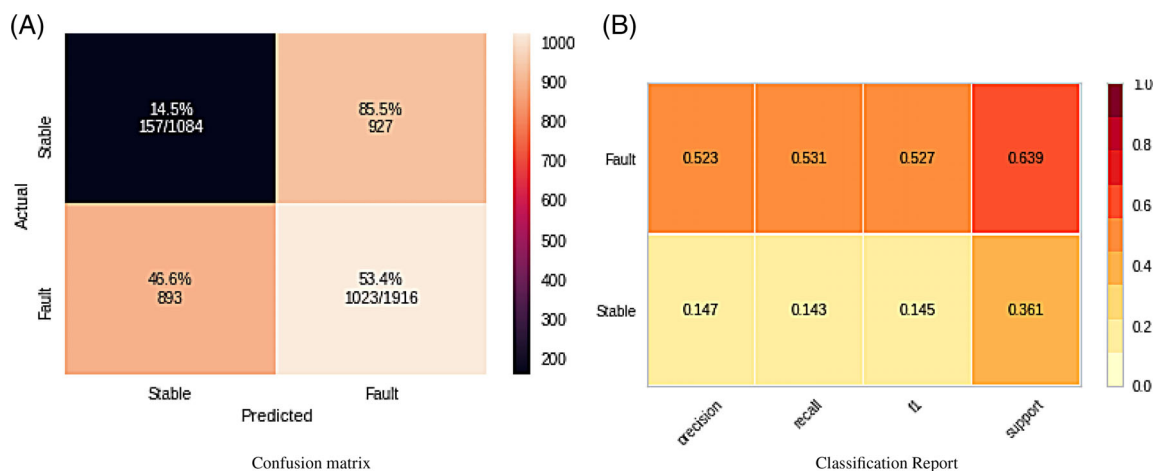 (A)
Actual
Stable
Fault
14.5%
157/1084
85.5%
927
46.6%
893
53.4%
1023/1916
Stable
Fault
Predicted
1000
900
800
700
600
500
400
300
200
Confusion matrix
(B)
Fault
Stable
0.523
0.531
0.527
0.639
0.147
0.143
0.145
0.361
precision
recall
f1
support
1.0
0.8
0.6
0.4
0.2
0.0
Classification Report